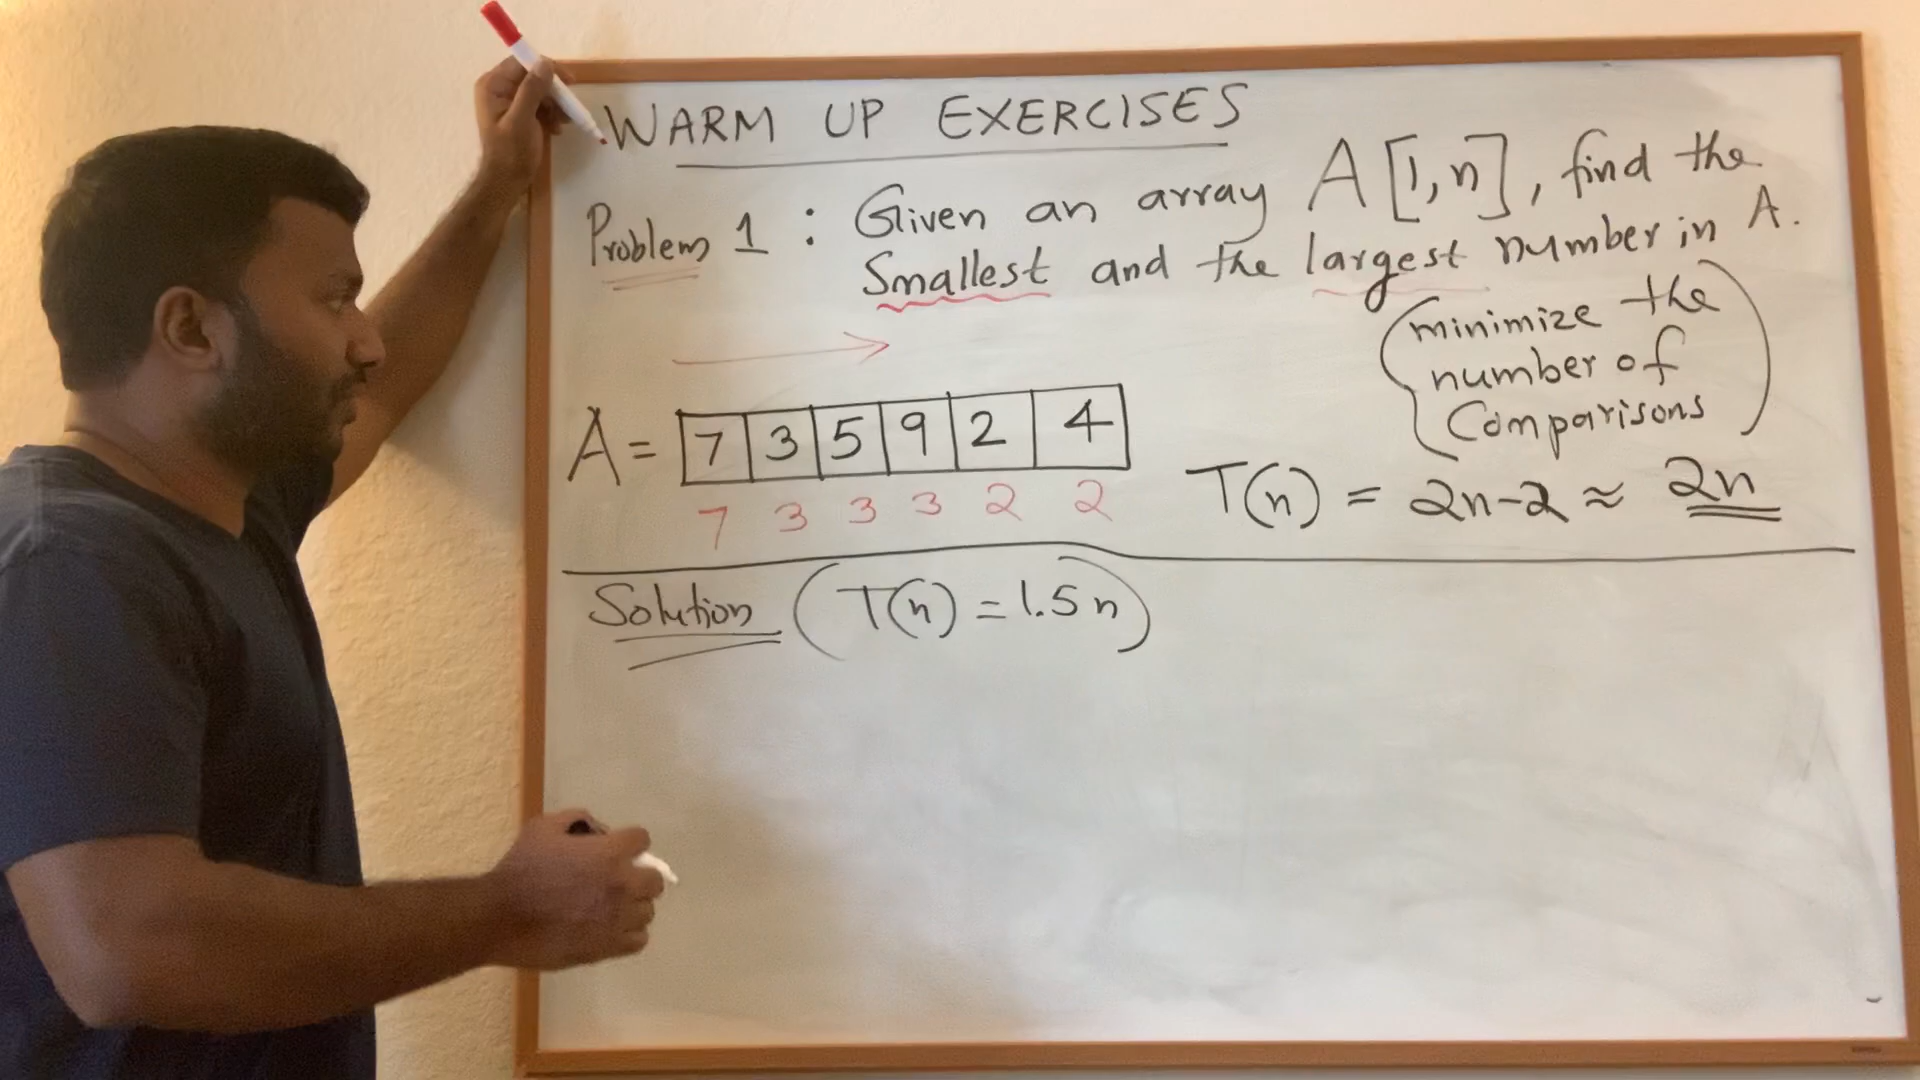 WARM UP EXERCISES
Problem 1 : Given an array A [1, n], find the
Smallest and the largest number in A.
(minimize the
number of
Comparisons)
A = 7 3 5 9 2 4
7 3 3 3 2 2
T(n) = 2n-2 ≈ 2n
Solution (T(n) = 1.5n)